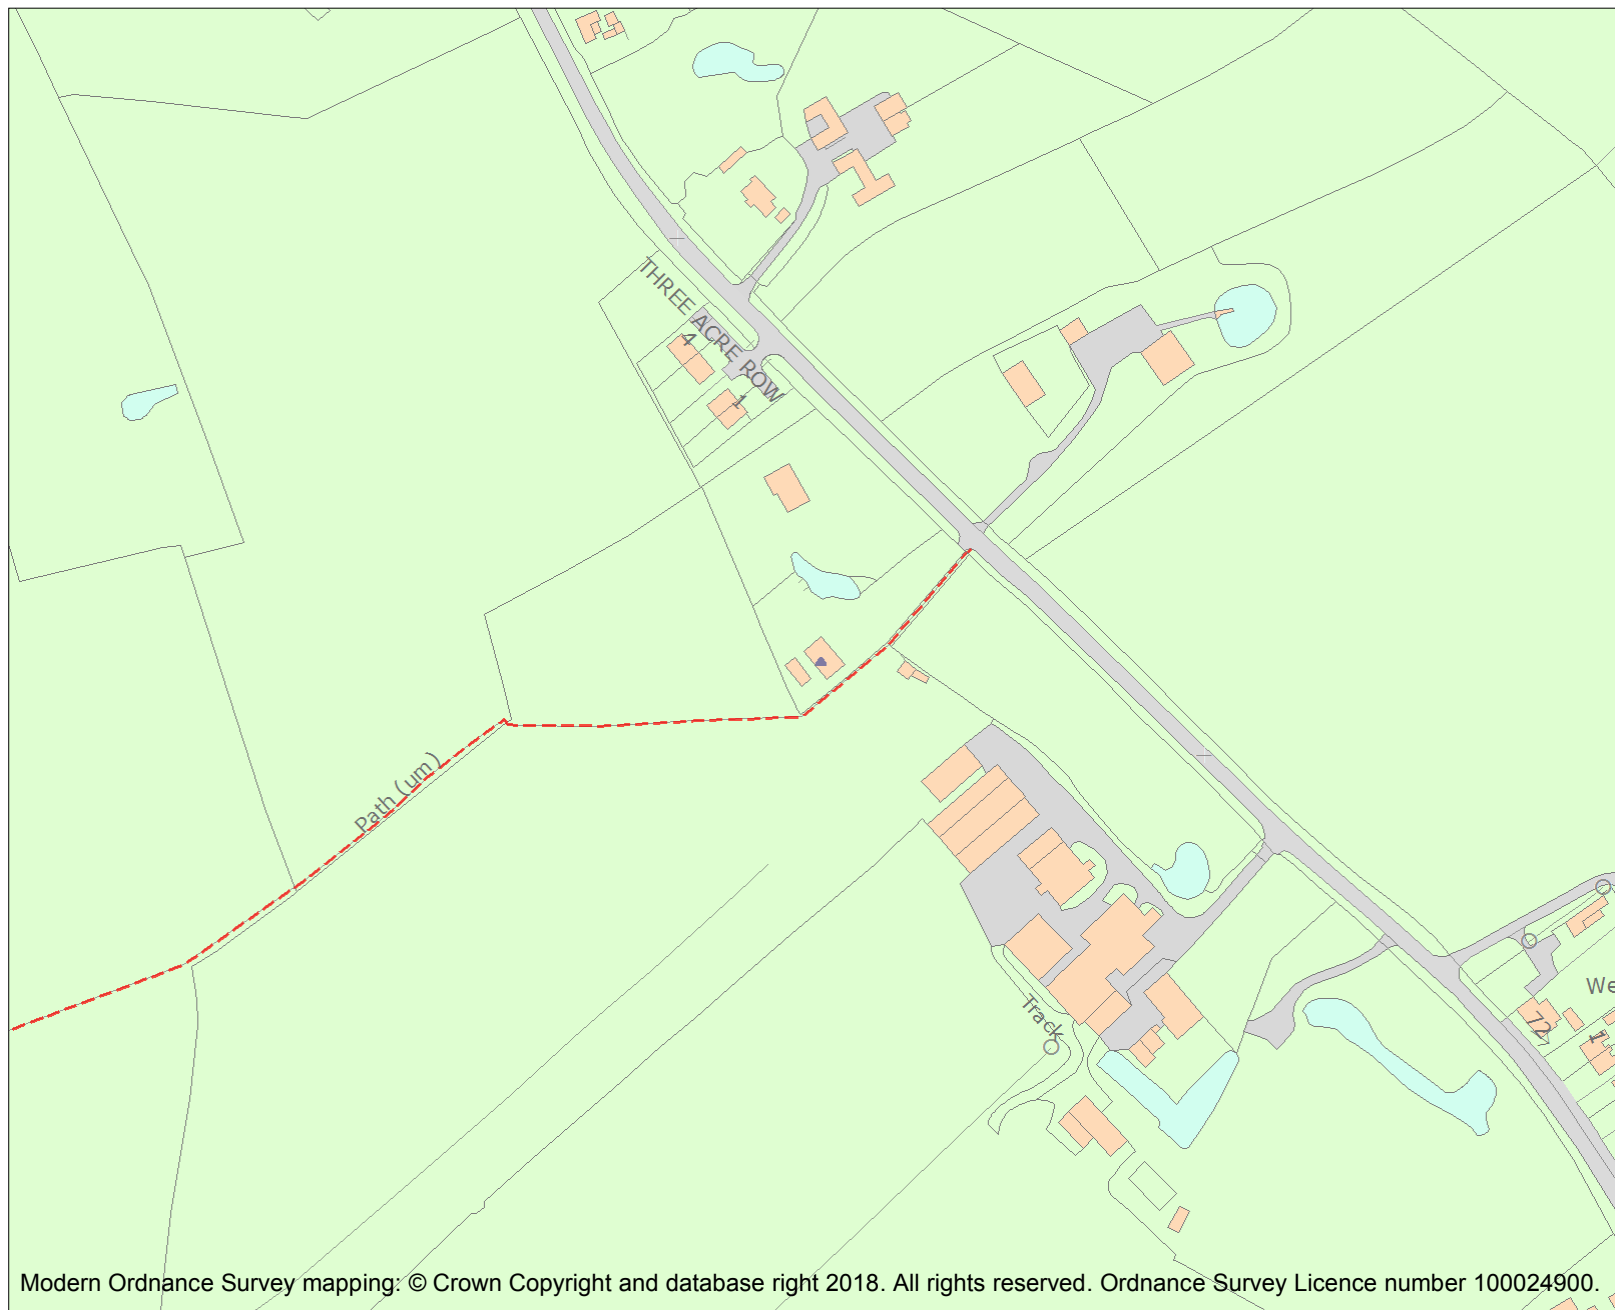 THREE ACRE ROW
4
1
Path (um)
We
Track
72
1
Modern Ordnance Survey mapping: © Crown Copyright and database right 2018. All rights reserved. Ordnance Survey Licence number 100024900.